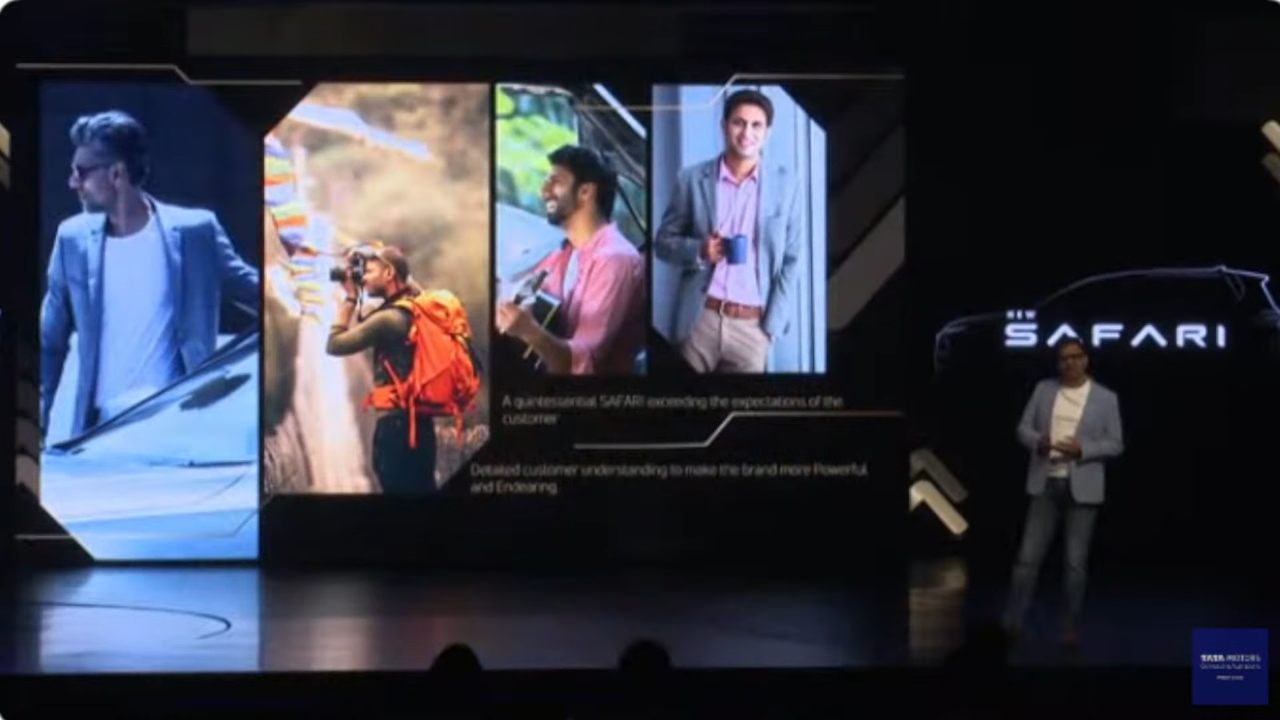 A quintessential SAFARI exceeding the expectations of the
customer
Detailed customer understanding to make the brand more Powerful
and Endearing
NEW
SAFARI
TATA MOTORS